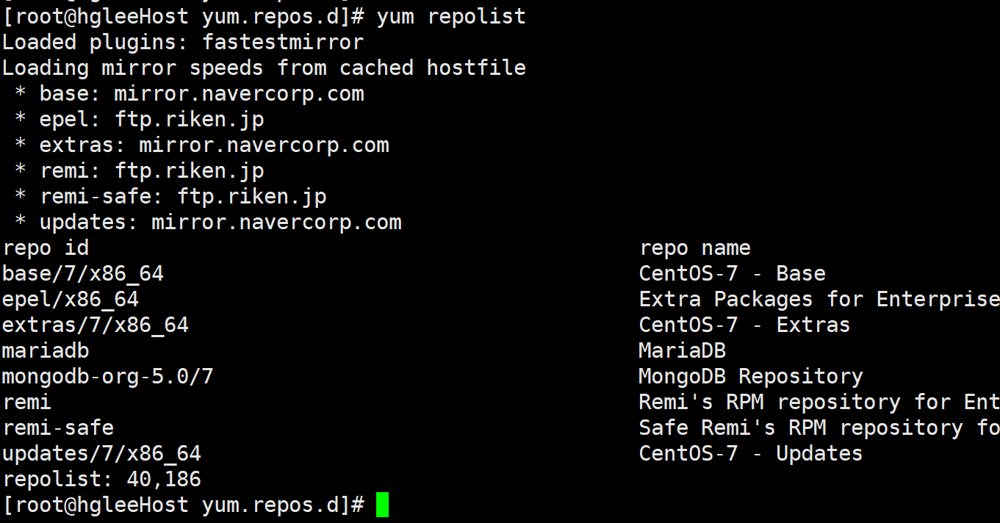 [root@hgleeHost yum.repos.d]# yum repolist
Loaded plugins: fastestmirror
Loading mirror speeds from cached hostfile
 * base: mirror.navercorp.com
 * epel: ftp.riken.jp
 * extras: mirror.navercorp.com
 * remi: ftp.riken.jp
 * remi-safe: ftp.riken.jp
 * updates: mirror.navercorp.com
repo id repo name
base/7/x86_64 CentOS-7 - Base
epel/x86_64 Extra Packages for Enterprise
extras/7/x86_64 CentOS-7 - Extras
mariadb MariaDB
mongodb-org-5.0/7 MongoDB Repository
remi Remi's RPM repository for Ent
remi-safe Safe Remi's RPM repository fo
updates/7/x86_64 CentOS-7 - Updates
repolist: 40,186
[root@hgleeHost yum.repos.d]#